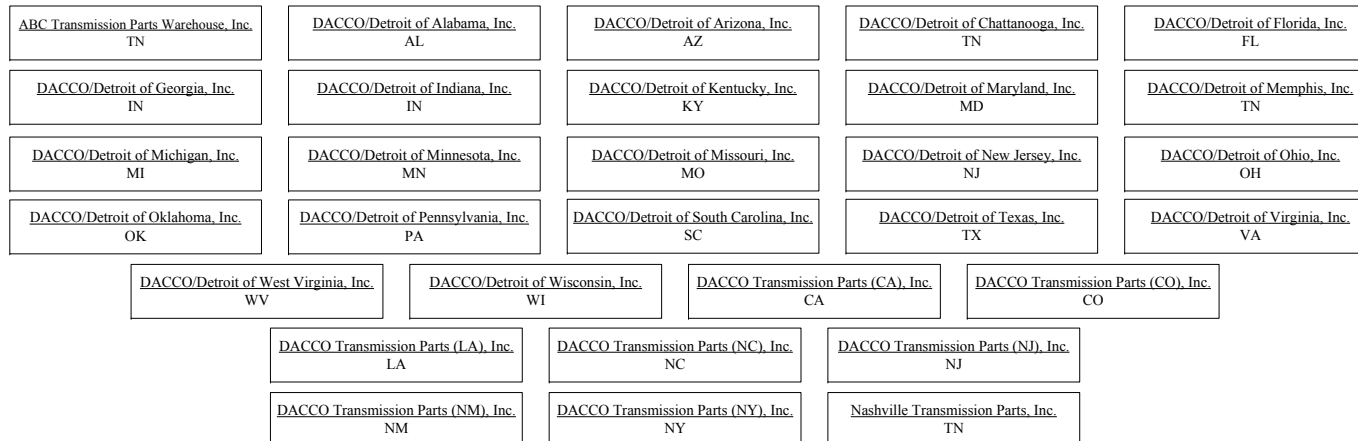 ABC Transmission Parts Warehouse, Inc.
TN
DACCO/Detroit of Alabama, Inc.
AL
DACCO/Detroit of Arizona, Inc.
AZ
DACCO/Detroit of Chattanooga, Inc.
TN
DACCO/Detroit of Florida, Inc.
FL
DACCO/Detroit of Georgia, Inc.
IN
DACCO/Detroit of Indiana, Inc.
IN
DACCO/Detroit of Kentucky, Inc.
KY
DACCO/Detroit of Maryland, Inc.
MD
DACCO/Detroit of Memphis, Inc.
TN
DACCO/Detroit of Michigan, Inc.
MI
DACCO/Detroit of Minnesota, Inc.
MN
DACCO/Detroit of Missouri, Inc.
MO
DACCO/Detroit of New Jersey, Inc.
NJ
DACCO/Detroit of Ohio, Inc.
OH
DACCO/Detroit of Oklahoma, Inc.
OK
DACCO/Detroit of Pennsylvania, Inc.
PA
DACCO/Detroit of South Carolina, Inc.
SC
DACCO/Detroit of Texas, Inc.
TX
DACCO/Detroit of Virginia, Inc.
VA
DACCO/Detroit of West Virginia, Inc.
WV
DACCO/Detroit of Wisconsin, Inc.
WI
DACCO Transmission Parts (CA), Inc.
CA
DACCO Transmission Parts (CO), Inc.
CO
DACCO Transmission Parts (LA), Inc.
LA
DACCO Transmission Parts (NC), Inc.
NC
DACCO Transmission Parts (NJ), Inc.
NJ
DACCO Transmission Parts (NM), Inc.
NM
DACCO Transmission Parts (NY), Inc.
NY
Nashville Transmission Parts, Inc.
TN